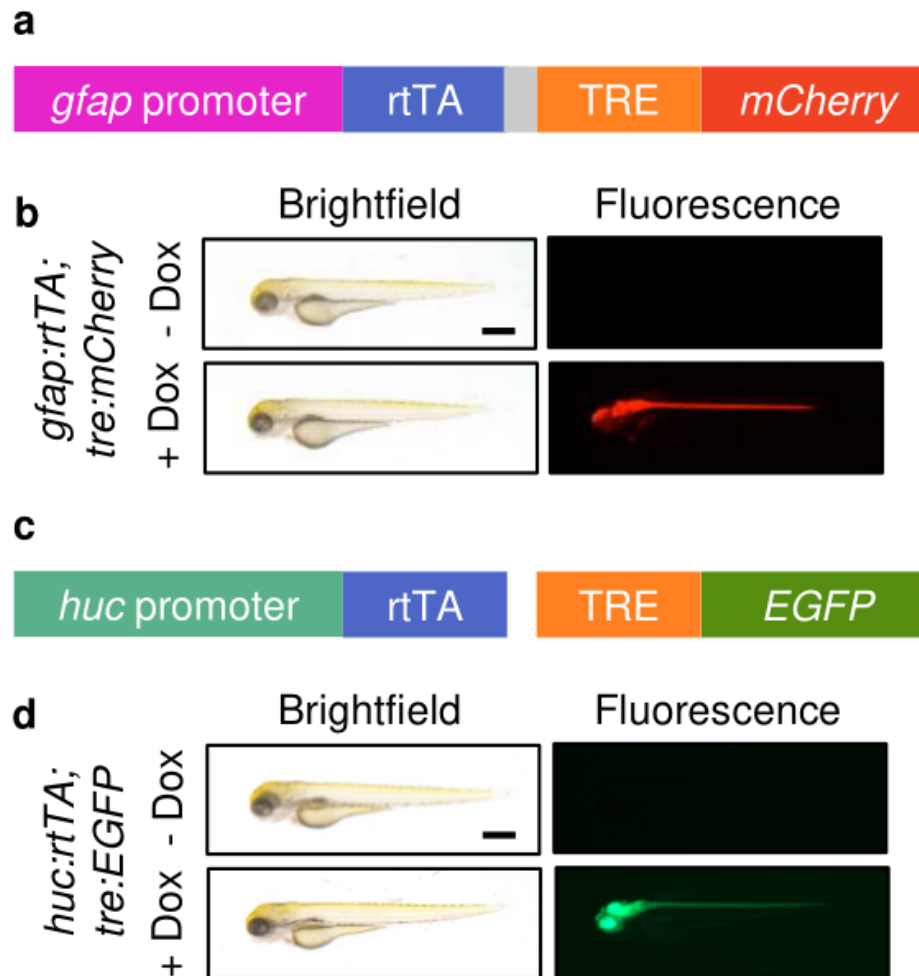 a
gfap promoter rtTA TRE mCherry
b
Brightfield Fluorescence
gfap:rtTA;
tre:mCherry
- Dox
+ Dox
c
huc promoter rtTA TRE EGFP
d
Brightfield Fluorescence
huc:rtTA;
tre:EGFP
- Dox
+ Dox